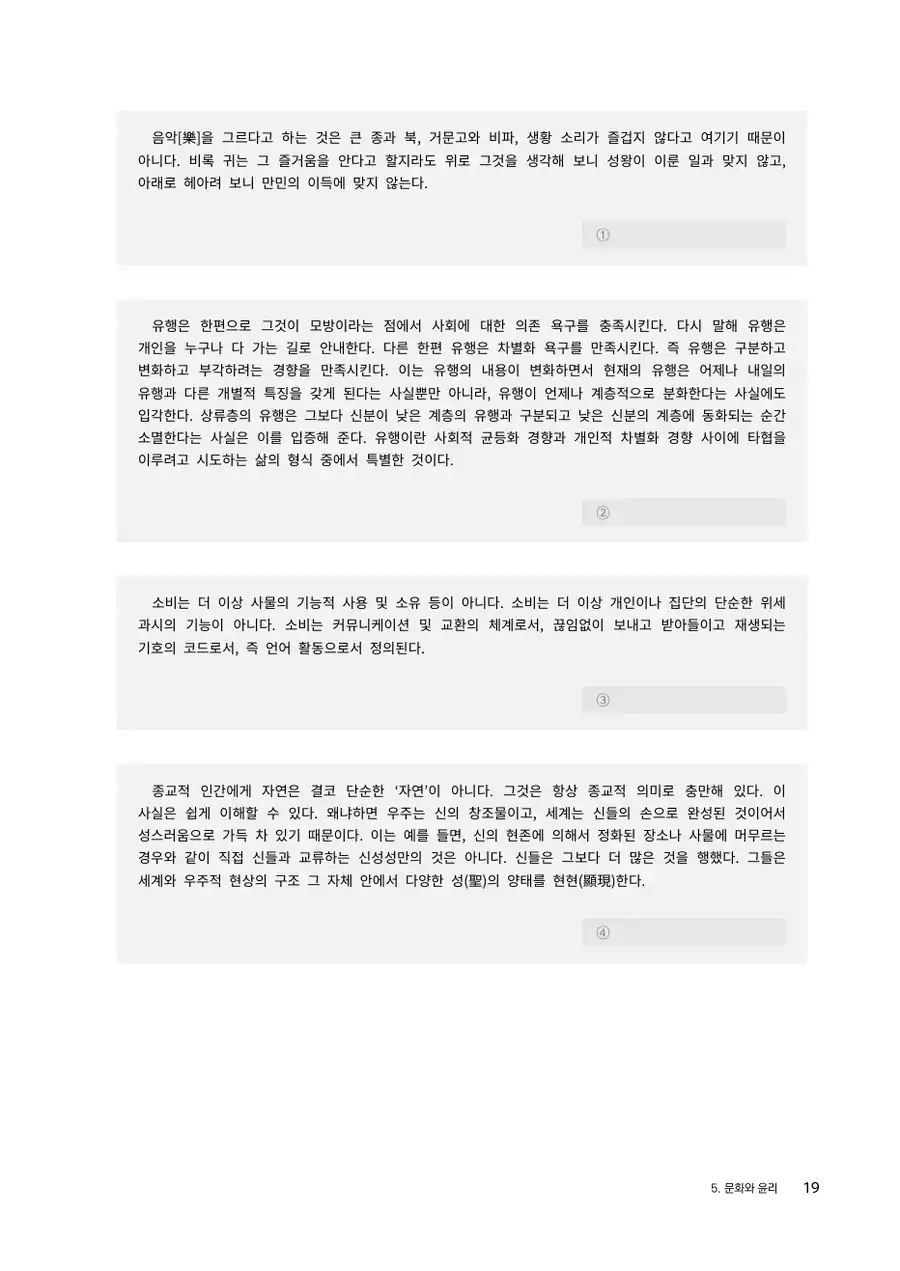 음악[樂]을 그르다고 하는 것은 큰 종과 북, 거문고와 비파, 생황 소리가 즐겁지 않다고 여기기 때문이
아니다. 비록 귀는 그 즐거움을 안다고 할지라도 위로 그것을 생각해 보니 성왕이 이룬 일과 맞지 않고,
아래로 헤아려 보니 만민의 이득에 맞지 않는다.
①
유행은 한편으로 그것이 모방이라는 점에서 사회에 대한 의존 욕구를 충족시킨다. 다시 말해 유행은
개인을 누구나 다 가는 길로 안내한다. 다른 한편 유행은 차별화 욕구를 만족시킨다. 즉 유행은 구분하고
변화하고 부각하려는 경향을 만족시킨다. 이는 유행의 내용이 변화하면서 현재의 유행은 어제나 내일의
유행과 다른 개별적 특징을 갖게 된다는 사실뿐만 아니라, 유행이 언제나 계층적으로 분화한다는 사실에도
입각한다. 상류층의 유행은 그보다 신분이 낮은 계층의 유행과 구분되고 낮은 신분의 계층에 동화되는 순간
소멸한다는 사실은 이를 입증해 준다. 유행이란 사회적 균등화 경향과 개인적 차별화 경향 사이에 타협을
이루려고 시도하는 삶의 형식 중에서 특별한 것이다.
②
소비는 더 이상 사물의 기능적 사용 및 소유 등이 아니다. 소비는 더 이상 개인이나 집단의 단순한 위세
과시의 기능이 아니다. 소비는 커뮤니케이션 및 교환의 체계로서, 끊임없이 보내고 받아들이고 재생되는
기호의 코드로서, 즉 언어 활동으로서 정의된다.
③
종교적 인간에게 자연은 결코 단순한 ‘자연’이 아니다. 그것은 항상 종교적 의미로 충만해 있다. 이
사실은 쉽게 이해할 수 있다. 왜냐하면 우주는 신의 창조물이고, 세계는 신들의 손으로 완성된 것이어서
성스러움으로 가득 차 있기 때문이다. 이는 예를 들면, 신의 현존에 의해서 정화된 장소나 사물에 머무르는
경우와 같이 직접 신들과 교류하는 신성성만의 것은 아니다. 신들은 그보다 더 많은 것을 행했다. 그들은
세계와 우주적 현상의 구조 그 자체 안에서 다양한 성(聖)의 양태를 현현(顯現)한다.
④
5. 문화와 윤리 19